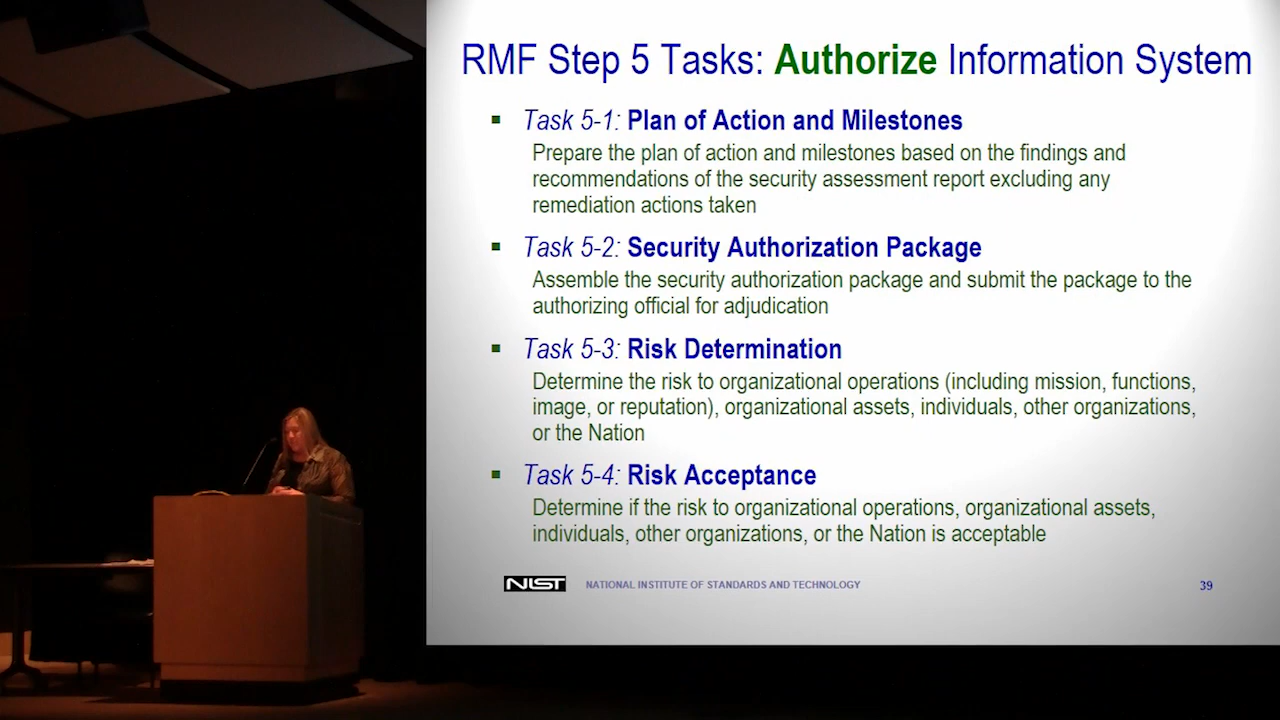 RMF Step 5 Tasks: Authorize Information System
▪ Task 5-1: Plan of Action and Milestones
Prepare the plan of action and milestones based on the findings and
recommendations of the security assessment report excluding any
remediation actions taken
▪ Task 5-2: Security Authorization Package
Assemble the security authorization package and submit the package to the
authorizing official for adjudication
▪ Task 5-3: Risk Determination
Determine the risk to organizational operations (including mission, functions,
image, or reputation), organizational assets, individuals, other organizations,
or the Nation
▪ Task 5-4: Risk Acceptance
Determine if the risk to organizational operations, organizational assets,
individuals, other organizations, or the Nation is acceptable
NIST NATIONAL INSTITUTE OF STANDARDS AND TECHNOLOGY 39